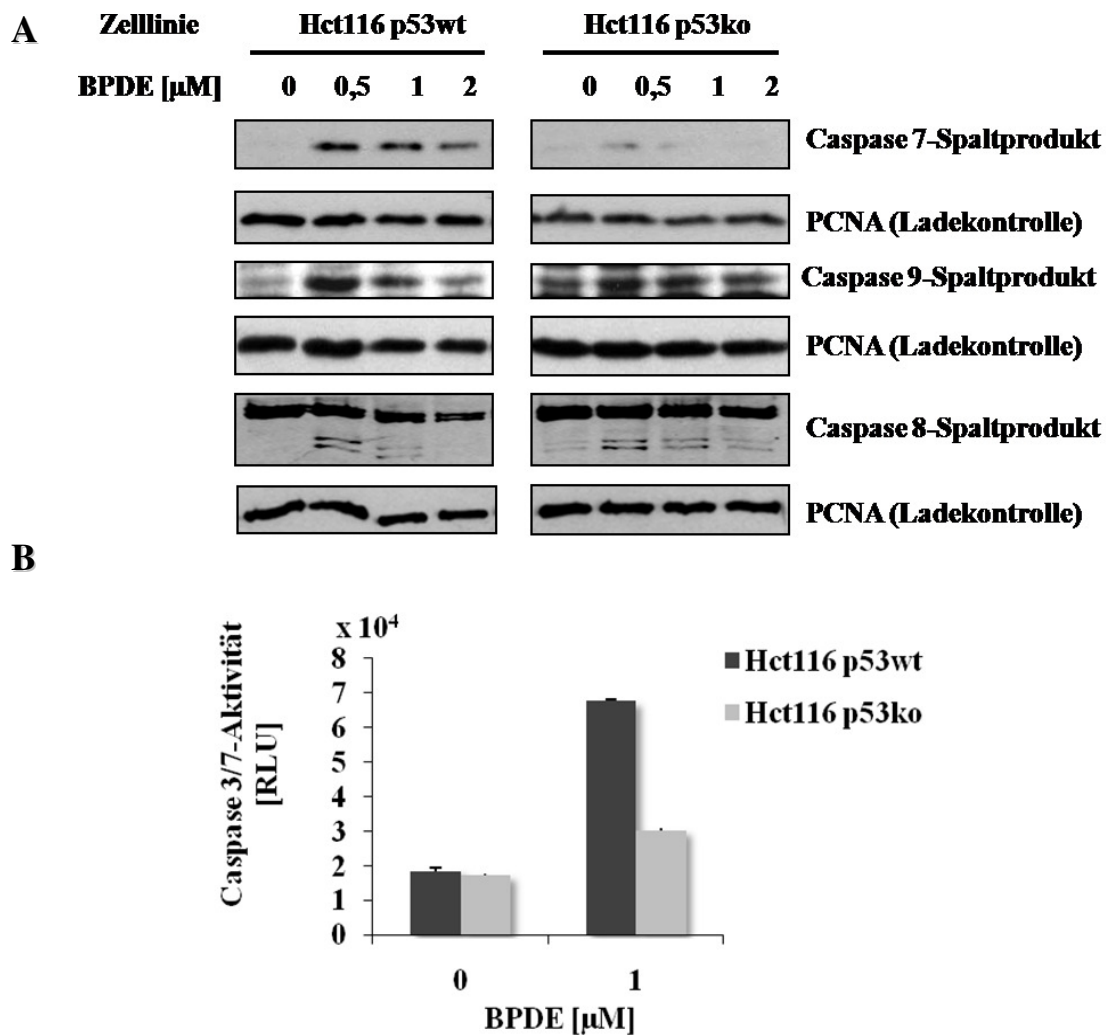 A
Zelllinie Hct116 p53wt Hct116 p53ko
BPDE [µM] 0 0,5 1 2 0 0,5 1 2
Caspase 7-Spaltprodukt
PCNA (Ladekontrolle)
Caspase 9-Spaltprodukt
PCNA (Ladekontrolle)
Caspase 8-Spaltprodukt
PCNA (Ladekontrolle)
B
x 10⁴
Caspase 3/7-Aktivität
[RLU]
8
7
6
5
4
3
2
1
0
Hct116 p53wt
Hct116 p53ko
0 1
BPDE [µM]